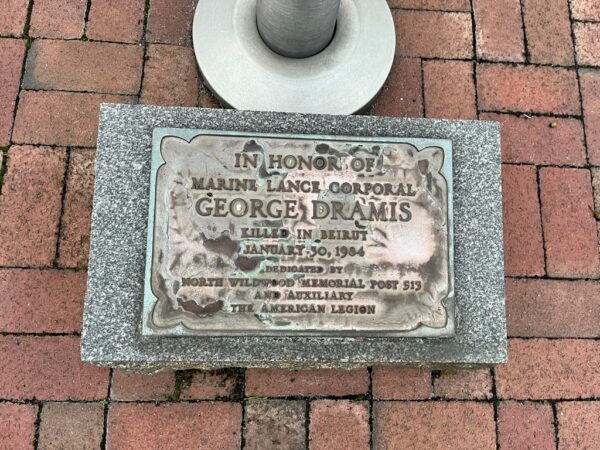 IN HONOR OF
MARINE LANCE CORPORAL
GEORGE DRAMIS
KILLED IN BEIRUT
JANUARY 30, 1984
DEDICATED BY
NORTH WILDWOOD MEMORIAL POST 513
AND AUXILIARY
THE AMERICAN LEGION